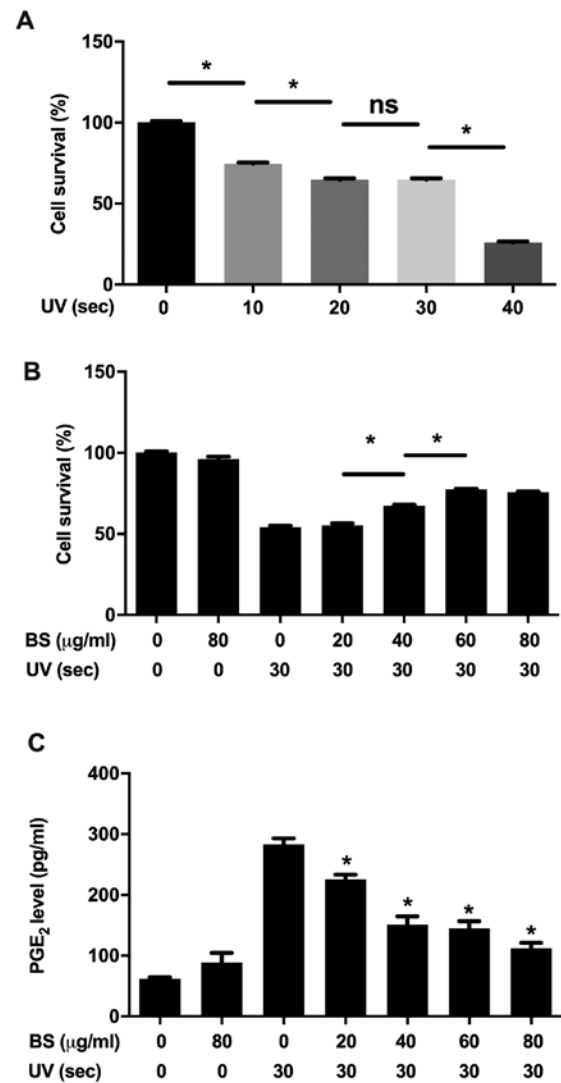 A
150
100
50
0
Cell survival (%)
* * ns *
UV (sec) 0 10 20 30 40
B
150
100
50
0
Cell survival (%)
* *
BS (μg/ml) 0 80 0 20 40 60 80
UV (sec) 0 0 30 30 30 30 30
C
400
300
200
100
0
PGE₂ level (pg/ml)
* * * *
BS (μg/ml) 0 80 0 20 40 60 80
UV (sec) 0 0 30 30 30 30 30